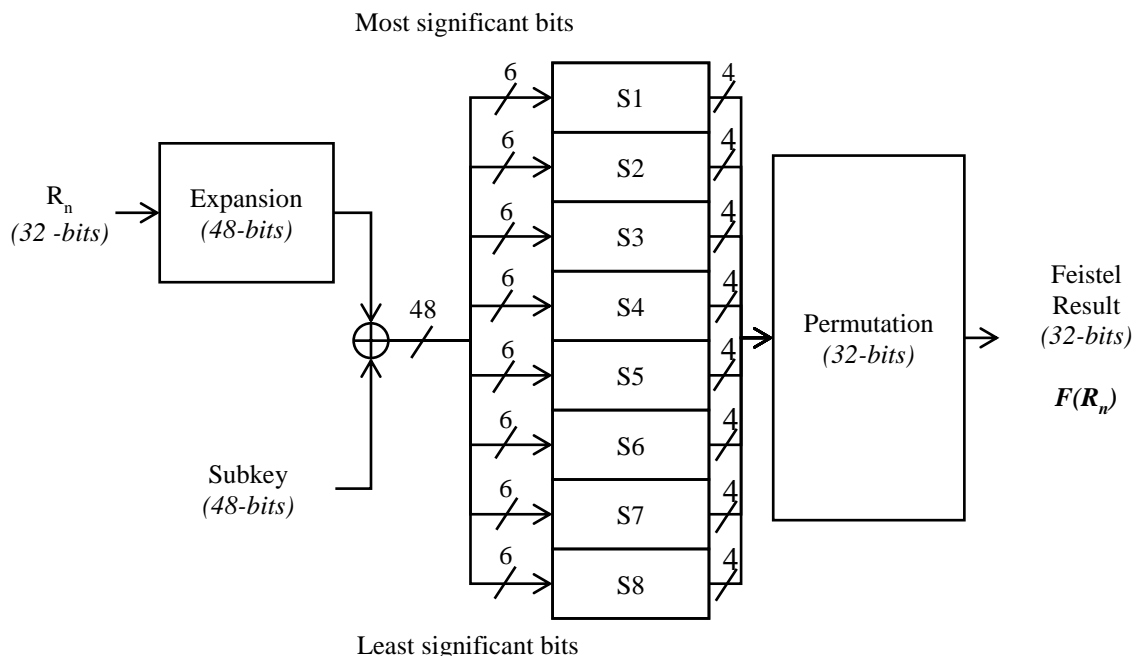 Most significant bits
6
S1
4
6
S2
4
R_n
(32 -bits)
Expansion
(48-bits)
6
S3
4
6
S4
4
48
Permutation
(32-bits)
Feistel
Result
(32-bits)
F(R_n)
6
S5
4
6
S6
4
Subkey
(48-bits)
6
S7
4
6
S8
4
Least significant bits